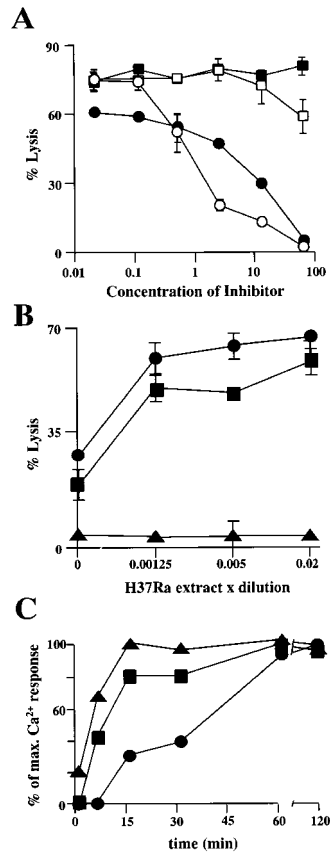 A
90
60
30
0
% Lysis
0.01
0.1
1
10
100
Concentration of Inhibitor
B
70
35
0
% Lysis
0
0.00125
0.005
0.02
H37Ra extract x dilution
C
100
60
0
% of max. Ca²⁺ response
0
15
30
45
60
120
time (min)